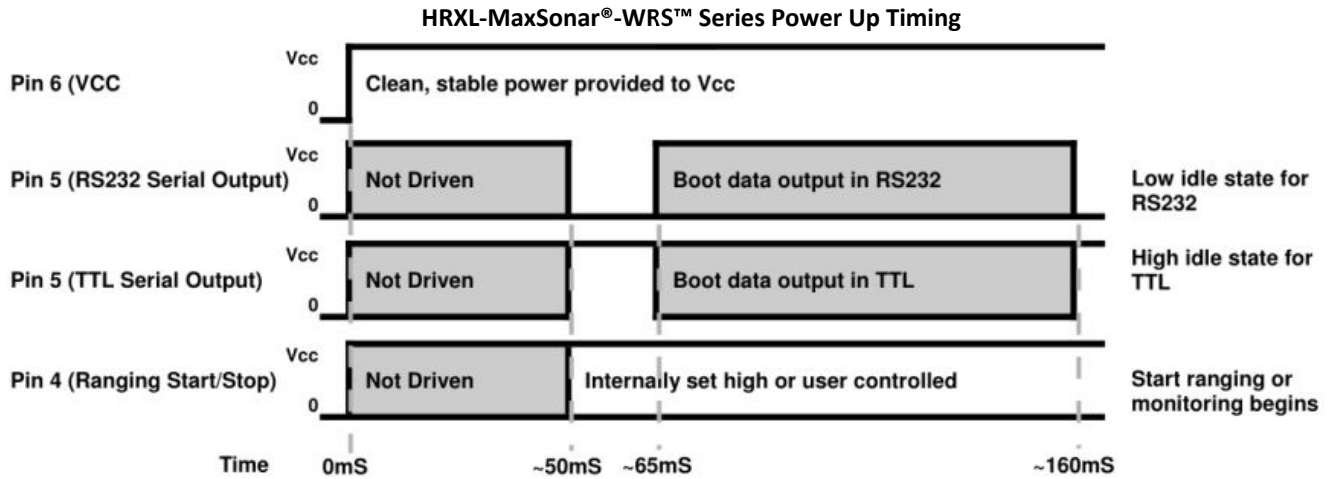 HRXL-MaxSonar®-WRS™ Series Power Up Timing
Vcc
Pin 6 (VCC
Clean, stable power provided to Vcc
0
Vcc
Pin 5 (RS232 Serial Output)
Not Driven
Boot data output in RS232
Low idle state for
RS232
0
Vcc
Pin 5 (TTL Serial Output)
Not Driven
Boot data output in TTL
High idle state for
TTL
0
Vcc
Pin 4 (Ranging Start/Stop)
Not Driven
Internally set high or user controlled
Start ranging or
monitoring begins
0
Time 0mS ~50mS ~65mS ~160mS